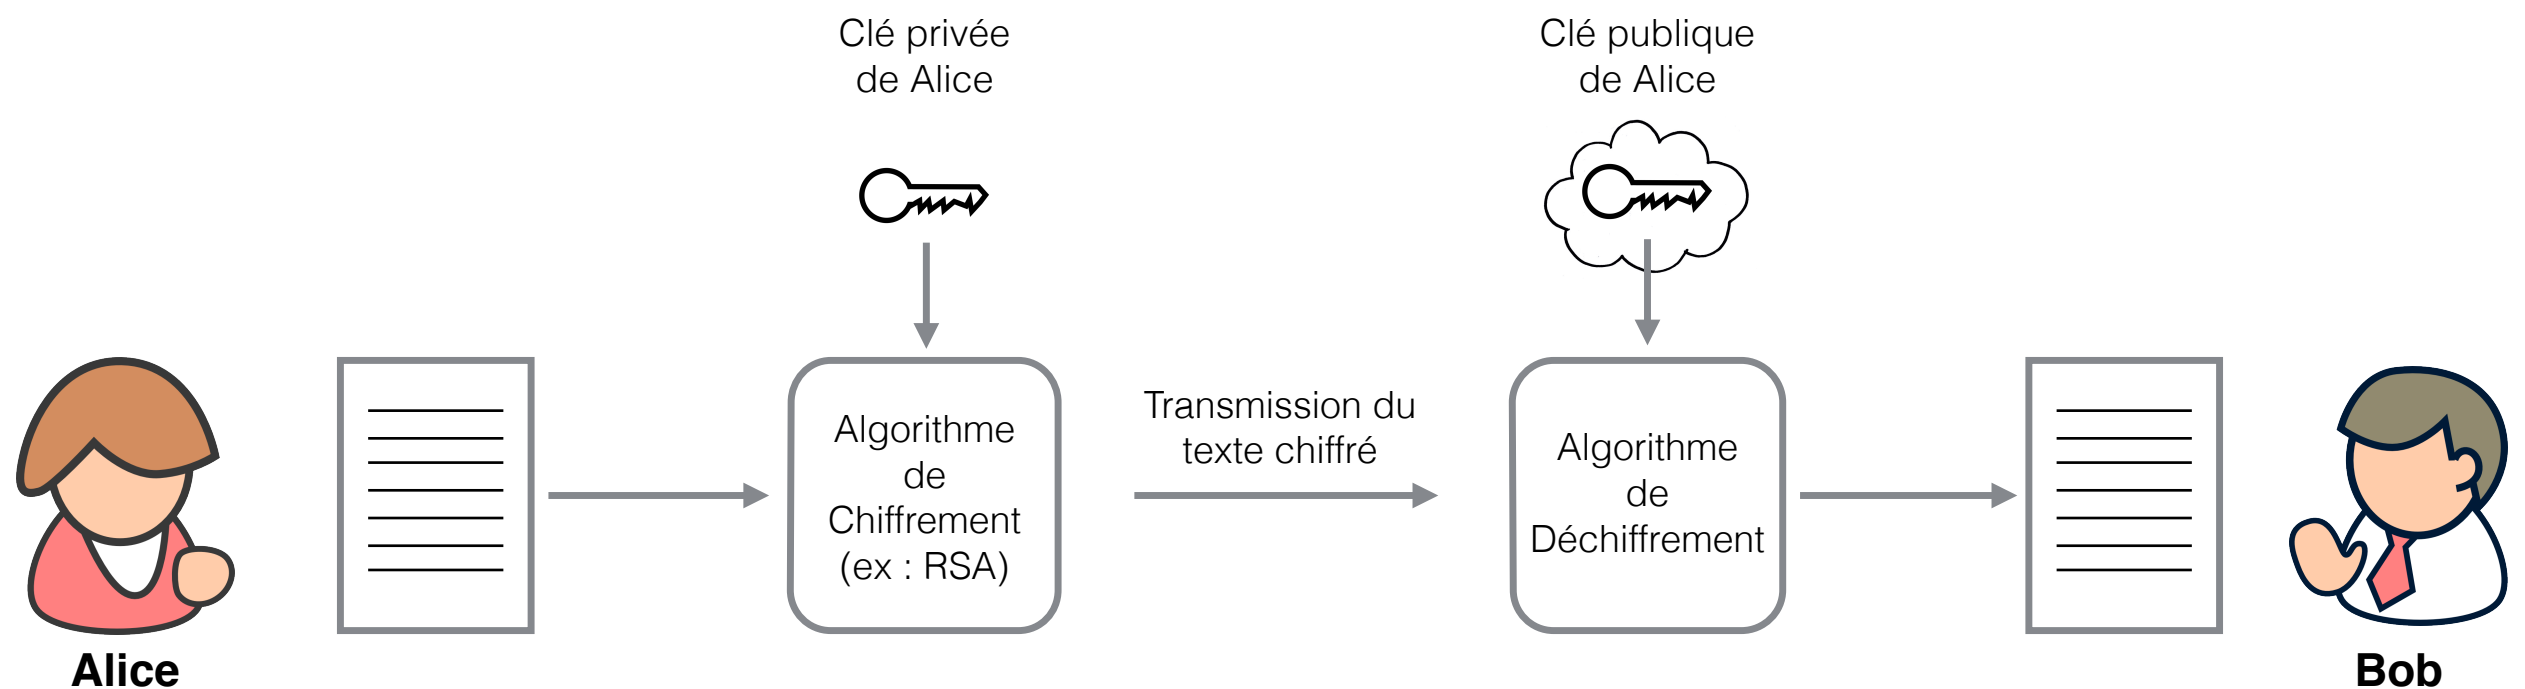 Clé privée
de Alice
Clé publique
de Alice
Algorithme
de
Chiffrement
(ex : RSA)
Transmission du
texte chiffré
Algorithme
de
Déchiffrement
Alice
Bob